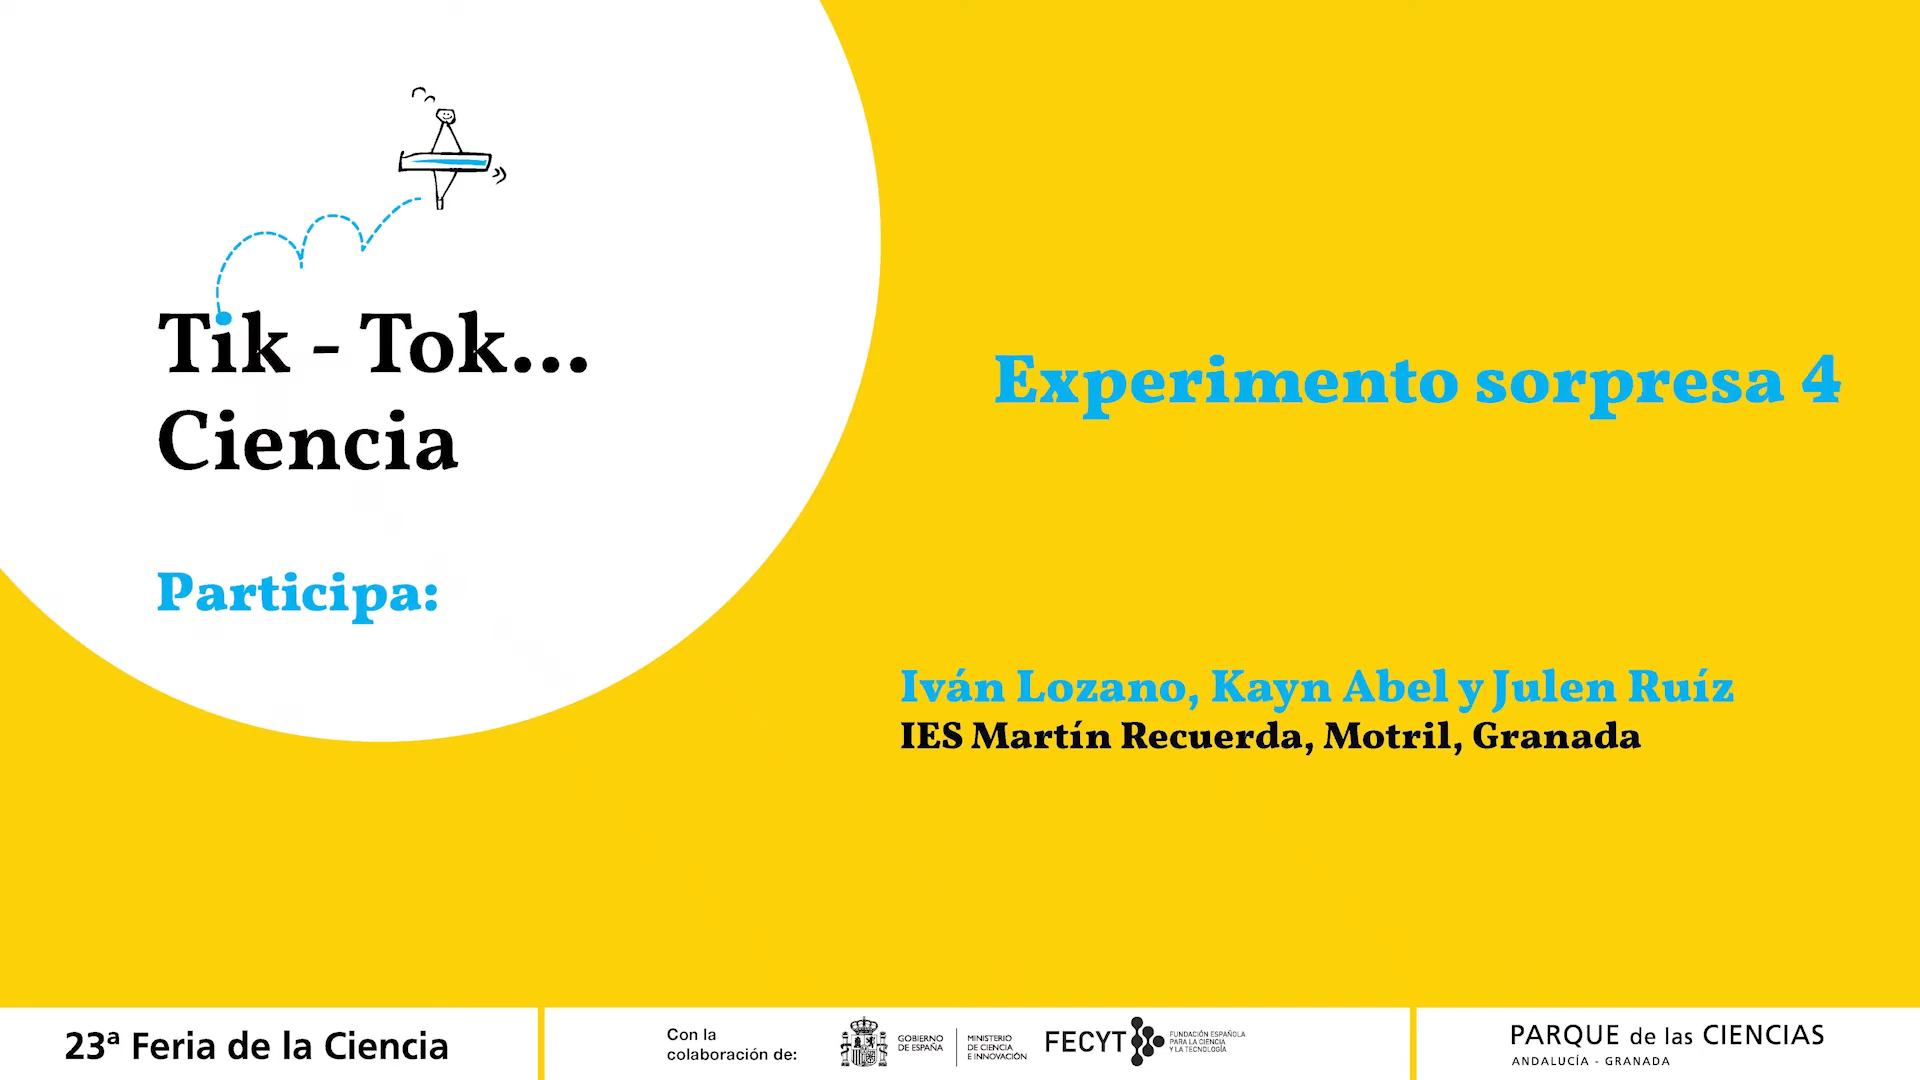 Tik - Tok...
Ciencia
Participa:
Experimento sorpresa 4
Iván Lozano, Kayn Abel y Julen Ruíz
IES Martín Recuerda, Motril, Granada
23ª Feria de la Ciencia
Con la
colaboración de:
GOBIERNO
DE ESPAÑA
MINISTERIO
DE CIENCIA
E INNOVACIÓN
FECYT
FUNDACIÓN ESPAÑOLA
PARA LA CIENCIA
Y LA TECNOLOGÍA
PARQUE de las CIENCIAS
ANDALUCÍA - GRANADA